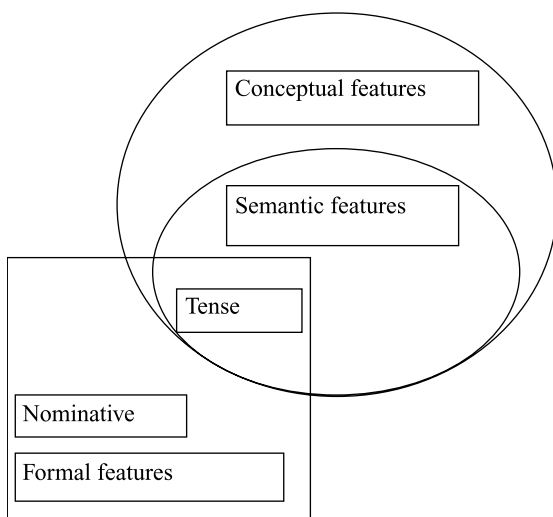 Conceptual features
Semantic features
Tense
Nominative
Formal features